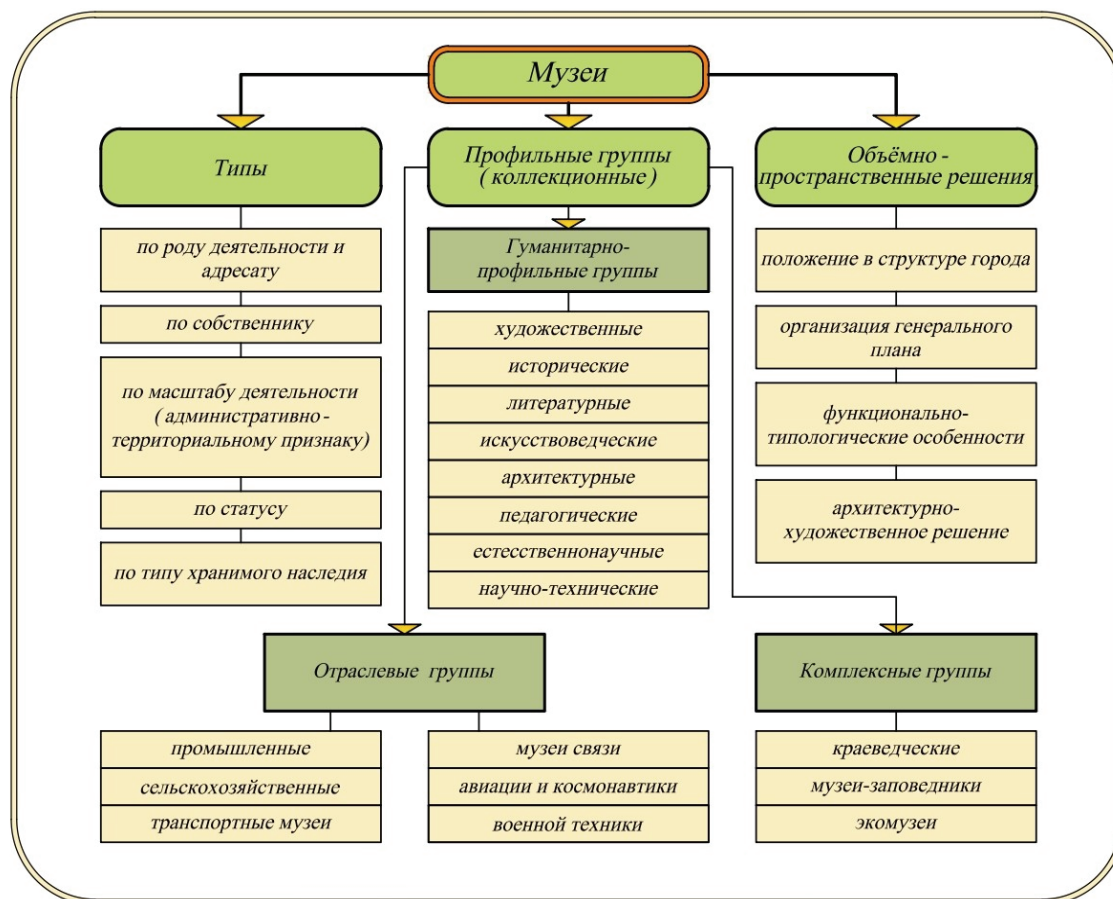 Музеи
Типы
Профильные группы
( коллекционные )
Объёмно -
пространственные решения
по роду деятельности и
адресату
по собственнику
по масштабу деятельности
( административно -
территориальному признаку)
по статусу
по типу хранимого наследия
Гуманитарно-
профильные группы
художественные
исторические
литературные
искусствоведческие
архитектурные
педагогические
естесственнонаучные
научно-технические
положение в структуре города
организация генерального
плана
функционально-
типологические особенности
архитектурно-
художественное решение
Отраслевые группы
промышленные
сельскохозяйственные
транспортные музеи
музеи связи
авиации и космонавтики
военной техники
Комплексные группы
краеведческие
музеи-заповедники
экомузеи